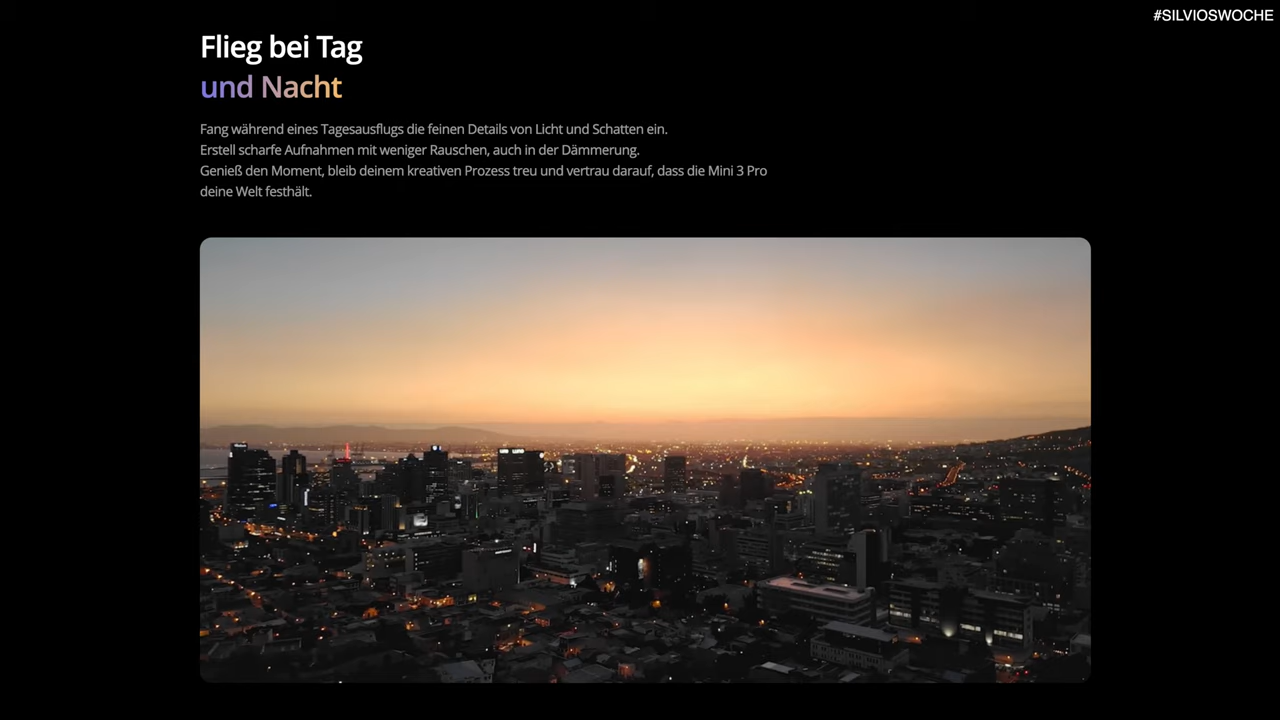 #SILVIOSWOCHE
Flieg bei Tag
und Nacht
Fang während eines Tagesausflugs die feinen Details von Licht und Schatten ein.
Erstell scharfe Aufnahmen mit weniger Rauschen, auch in der Dämmerung.
Genieß den Moment, bleib deinem kreativen Prozess treu und vertrau darauf, dass die Mini 3 Pro
deine Welt festhält.